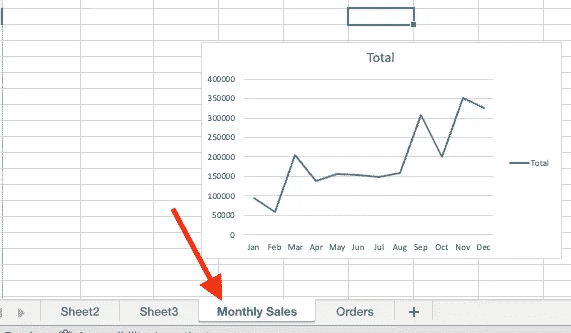 Total
400000
350000
300000
250000
200000
150000
100000
50000
0
Total
Jan Feb Mar Apr May Jun Jul Aug Sep Oct Nov Dec
Sheet2 Sheet3 Monthly Sales Orders +